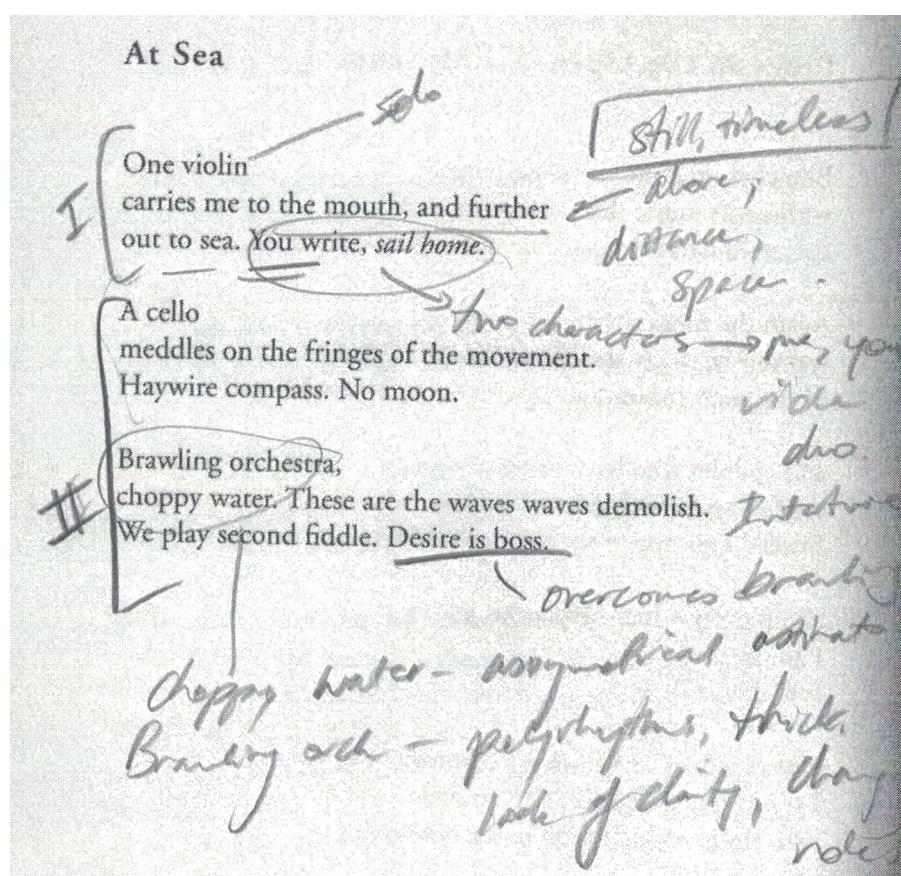 At Sea
solo
still, timeless
One violin
carries me to the mouth, and further
out to sea. You write, sail home.
I
alone,
distance,
space.
A cello
meddles on the fringes of the movement.
Haywire compass. No moon.
two characters → me, you
duo.
Brawling orchestra,
choppy water. These are the waves waves demolish.
We play second fiddle. Desire is boss.
II
overcomes
Choppy water – assymetrical
Brawling orch – polyrhythms, thick.
lack of clarity,